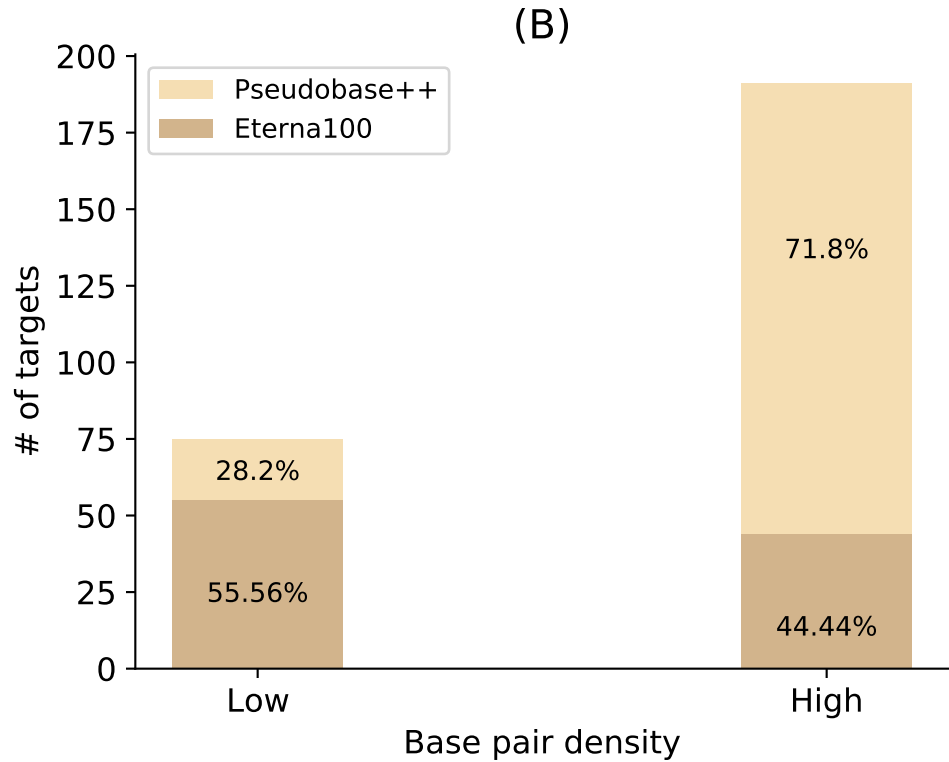 (B)
200
175
150
125
100
75
50
25
0
# of targets
Pseudobase++
Eterna100
28.2%
55.56%
71.8%
44.44%
Low
High
Base pair density